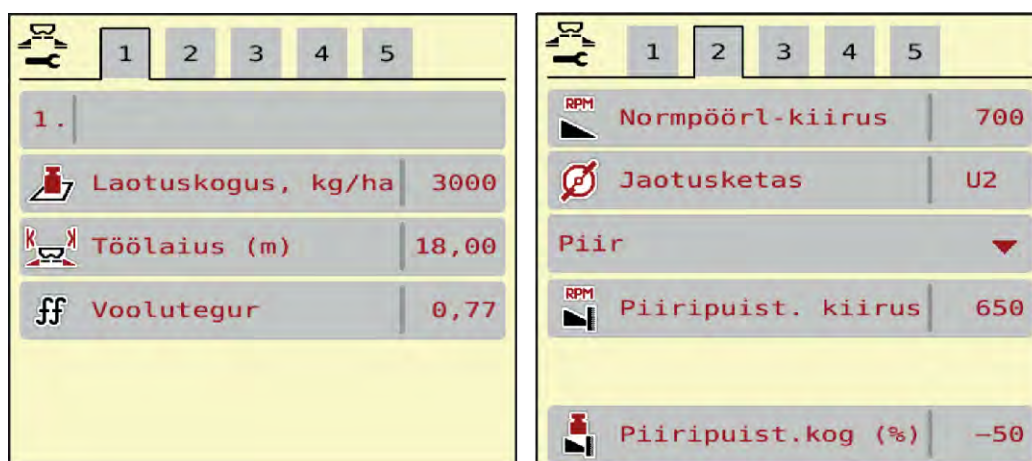 1 2 3 4 5
1.
Laotuskogus, kg/ha 3000
K K Töölaius (m) 18,00
ff Voolutegur 0,77
1 2 3 4 5
RPM Normpöörl-kiirus 700
Jaotusketas U2
Piir
RPM Piiripuist. kiirus 650
Piiripuist.kog (%) –50